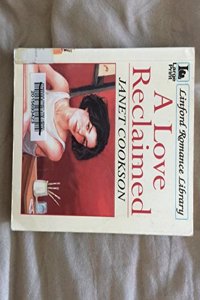 Linford Romance Library
A Love
Reclaimed
JANET COOKSON